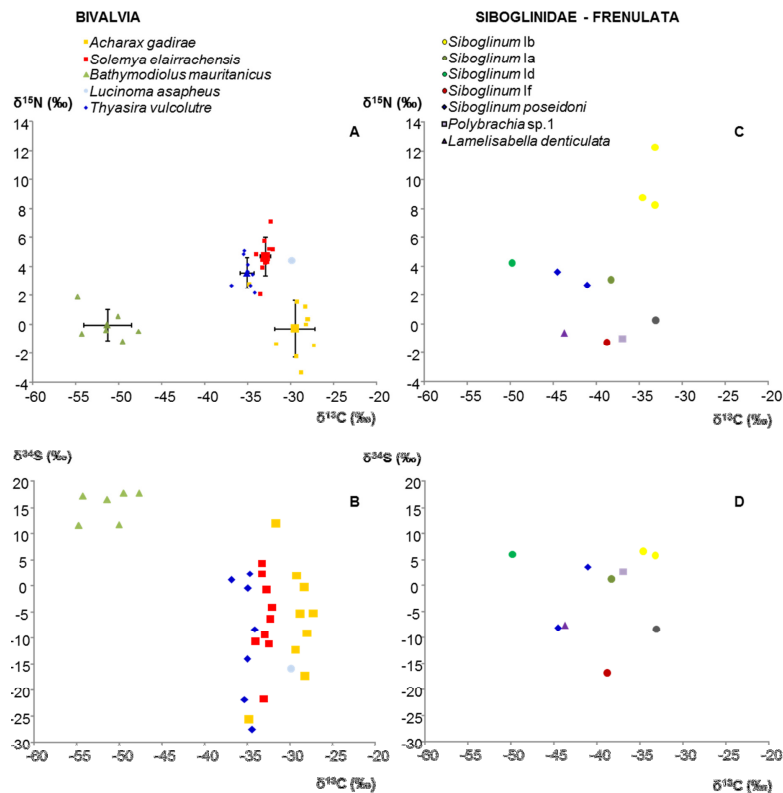 BIVALVIA
Acharax gadirae
Solemya elairrachensis
Bathymodiolus mauritanicus
Lucinoma asapheus
Thyasira vulcolutre
SIBOGLINIDAE - FRENULATA
Siboglinum Ib
Siboglinum Ia
Siboglinum Id
Siboglinum If
Siboglinum poseidoni
Polybrachia sp.1
Lamelisabella denticulata
δ15N (‰)
A
14
12
10
8
6
4
2
0
-2
-4
-60 -55 -50 -45 -40 -35 -30 -25 -20
δ13C (‰)
δ15N (‰)
C
14
12
10
8
6
4
2
0
-2
-4
-60 -55 -50 -45 -40 -35 -30 -25 -20
δ13C (‰)
δ34S (‰)
B
20
15
10
5
0
-5
-10
-15
-20
-25
-30
-60 -55 -50 -45 -40 -35 -30 -25 -20
δ13C (‰)
δ34S (‰)
D
20
15
10
5
0
-5
-10
-15
-20
-25
-30
-60 -55 -50 -45 -40 -35 -30 -25 -20
δ13C (‰)